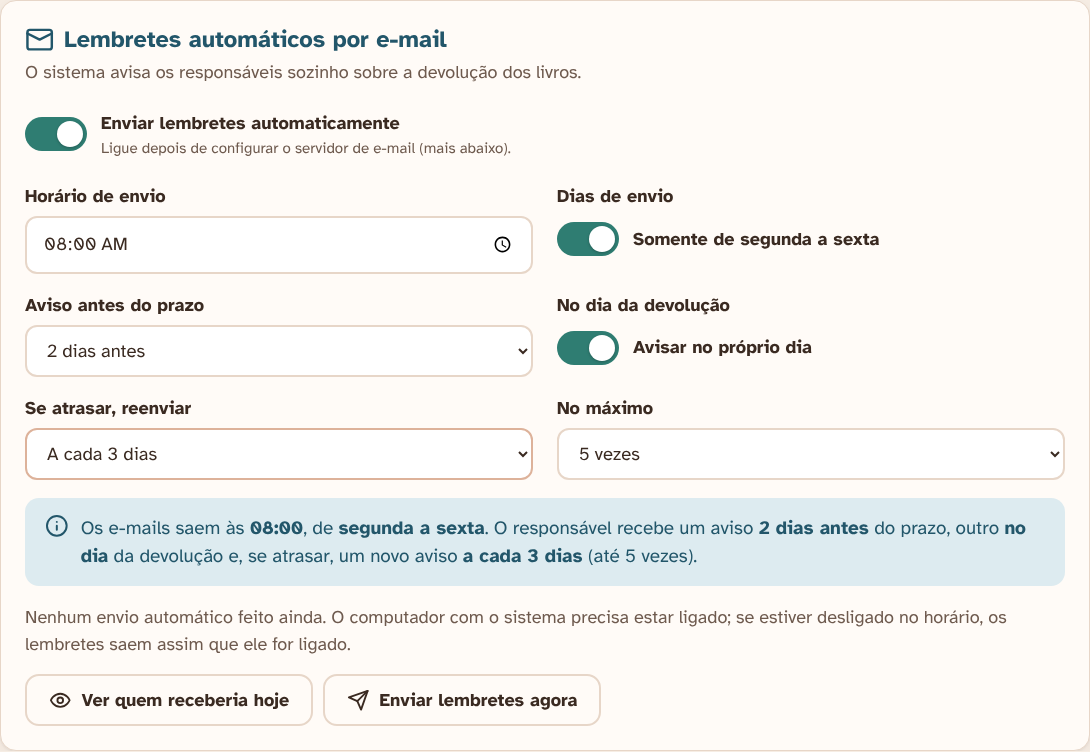 Lembretes automáticos por e-mail
O sistema avisa os responsáveis sozinho sobre a devolução dos livros.
Enviar lembretes automaticamente
Ligue depois de configurar o servidor de e-mail (mais abaixo).
Horário de envio
08:00 AM
Dias de envio
Somente de segunda a sexta
Aviso antes do prazo
2 dias antes
No dia da devolução
Avisar no próprio dia
Se atrasar, reenviar
A cada 3 dias
No máximo
5 vezes
Os e-mails saem às 08:00, de segunda a sexta. O responsável recebe um aviso 2 dias antes do prazo, outro no
dia da devolução e, se atrasar, um novo aviso a cada 3 dias (até 5 vezes).
Nenhum envio automático feito ainda. O computador com o sistema precisa estar ligado; se estiver desligado no horário, os
lembretes saem assim que ele for ligado.
Ver quem receberia hoje
Enviar lembretes agora